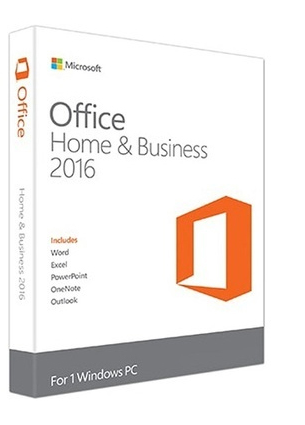 Microsoft
Office
Home & Business
2016
Includes
Word
Excel
PowerPoint
OneNote
Outlook
For 1 Windows PC
Office
Home & Business 2016